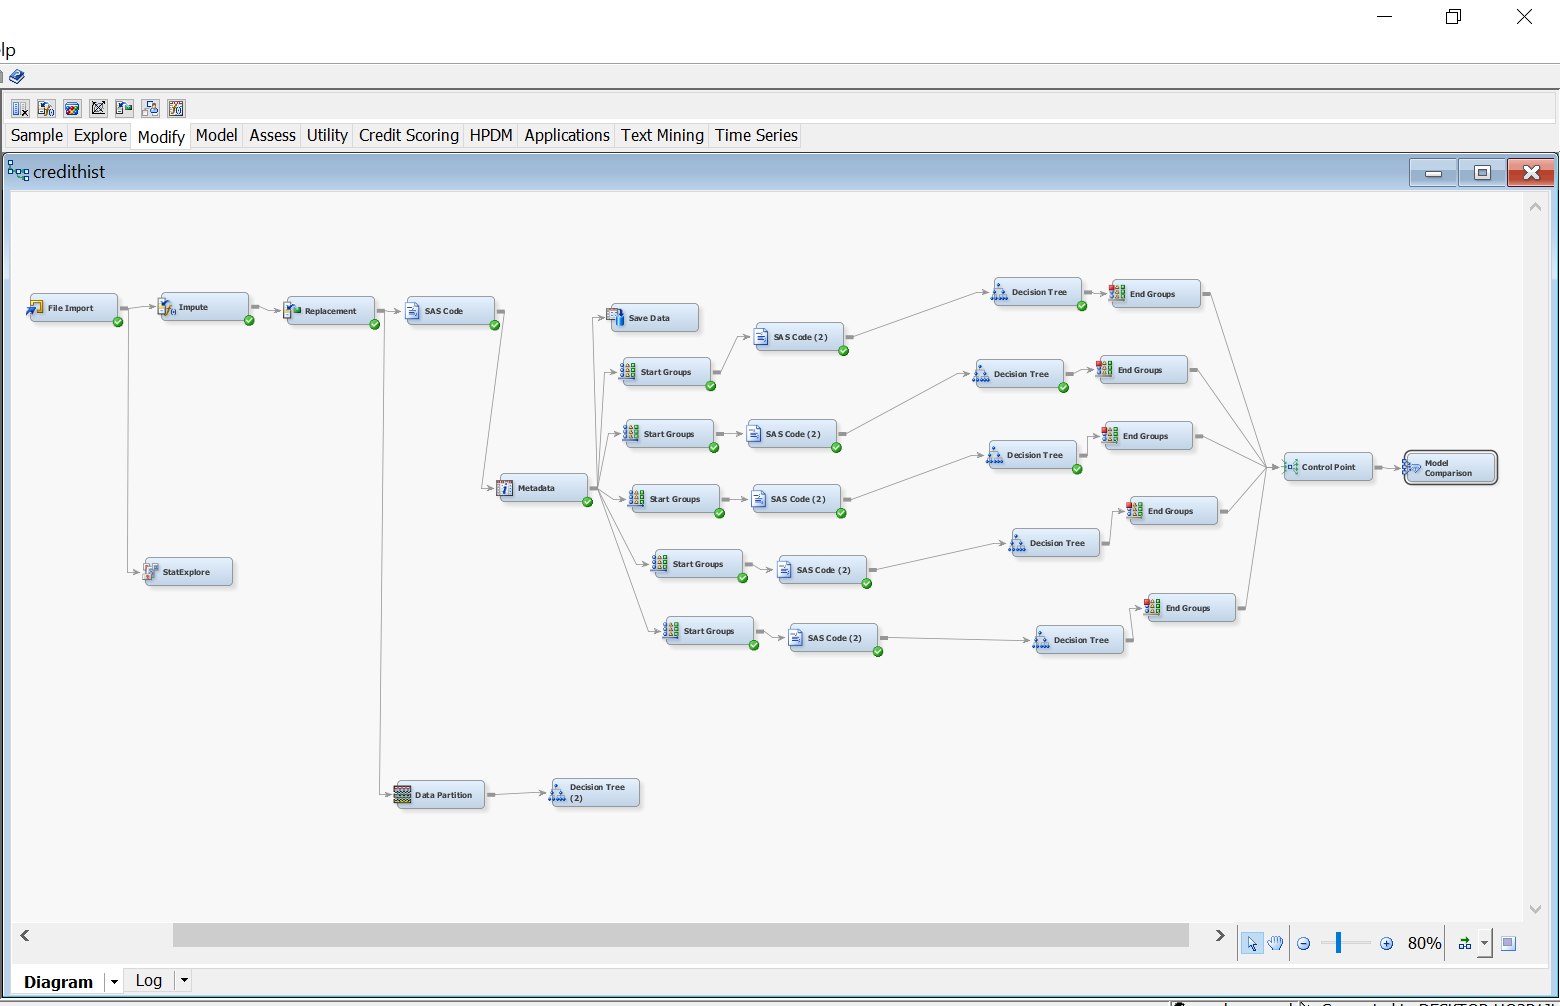 lp
Sample Explore Modify Model Assess Utility Credit Scoring HPDM Applications Text Mining Time Series
credithist
File Import
Impute
Replacement
SAS Code
Save Data
SAS Code (2)
Decision Tree
End Groups
Start Groups
Decision Tree
End Groups
Start Groups
SAS Code (2)
Decision Tree
End Groups
Metadata
Start Groups
SAS Code (2)
Control Point
Model
Comparison
Decision Tree
End Groups
StatExplore
Start Groups
SAS Code (2)
Start Groups
SAS Code (2)
Decision Tree
End Groups
Data Partition
Decision Tree
(2)
80%
Diagram
Log